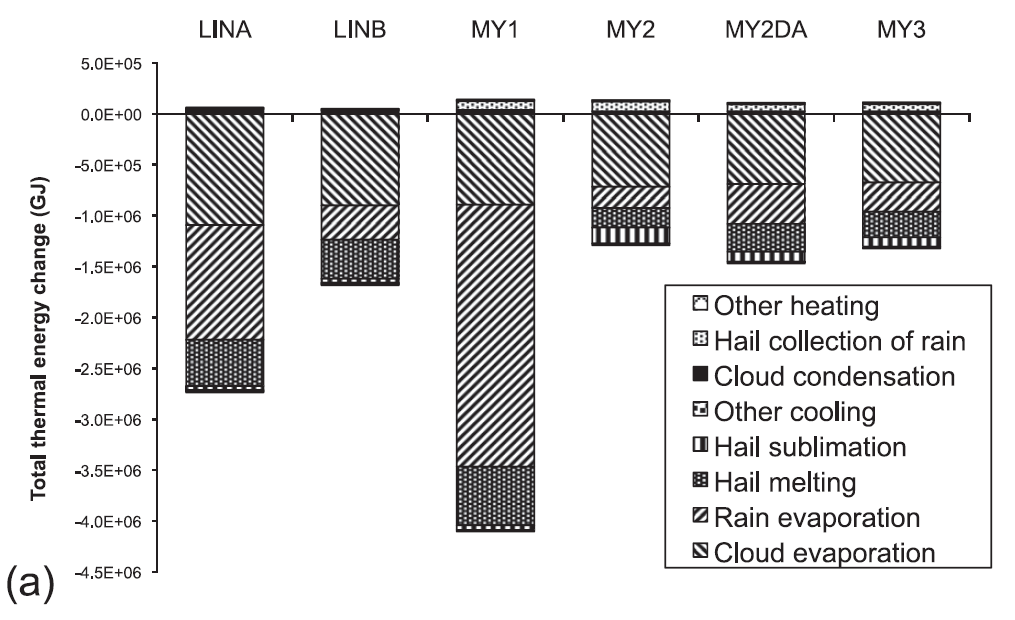 LINA LINB MY1 MY2 MY2DA MY3
5.0E+05
0.0E+00
-5.0E+05
-1.0E+06
-1.5E+06
-2.0E+06
-2.5E+06
-3.0E+06
-3.5E+06
-4.0E+06
-4.5E+06
Total thermal energy change (GJ)
Other heating
Hail collection of rain
Cloud condensation
Other cooling
Hail sublimation
Hail melting
Rain evaporation
Cloud evaporation
(a)